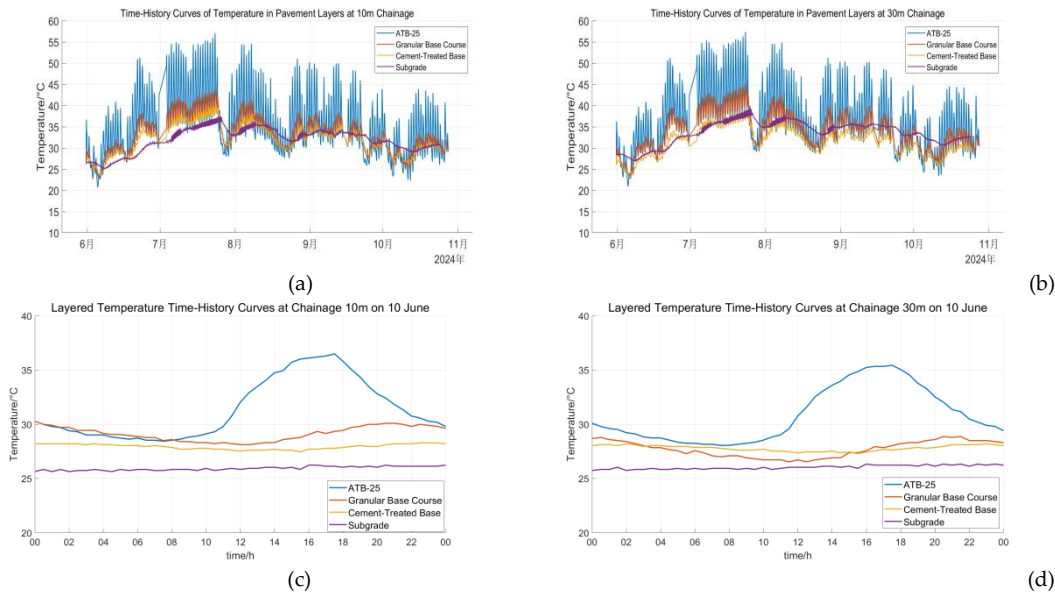 Time-History Curves of Temperature in Pavement Layers at 10m Chainage
60
55
50
45
40
35
30
25
20
15
10
Temperature/°C
ATB-25
Granular Base Course
Cement-Treated Base
Subgrade
6月 7月 8月 9月 10月 11月
2024年
(a)
Time-History Curves of Temperature in Pavement Layers at 30m Chainage
60
55
50
45
40
35
30
25
20
15
10
Temperature/°C
ATB-25
Granular Base Course
Cement-Treated Base
Subgrade
6月 7月 8月 9月 10月 11月
2024年
(b)
Layered Temperature Time-History Curves at Chainage 10m on 10 June
40
35
30
25
20
Temperature/°C
ATB-25
Granular Base Course
Cement-Treated Base
Subgrade
00 02 04 06 08 10 12 14 16 18 20 22 00
time/h
(c)
Layered Temperature Time-History Curves at Chainage 30m on 10 June
40
35
30
25
20
Temperature/°C
ATB-25
Granular Base Course
Cement-Treated Base
Subgrade
00 02 04 06 08 10 12 14 16 18 20 22 00
time/h
(d)